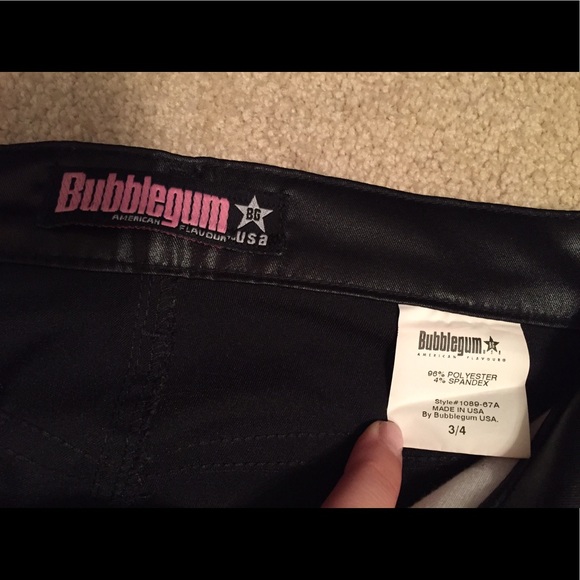 Bubblegum BG
AMERICAN FLAVOUR USA
Bubblegum
AMERICAN FLAVOUR
96% POLYESTER
4% SPANDEX
Style#1089-67A
MADE IN USA
By Bubblegum USA.
3/4